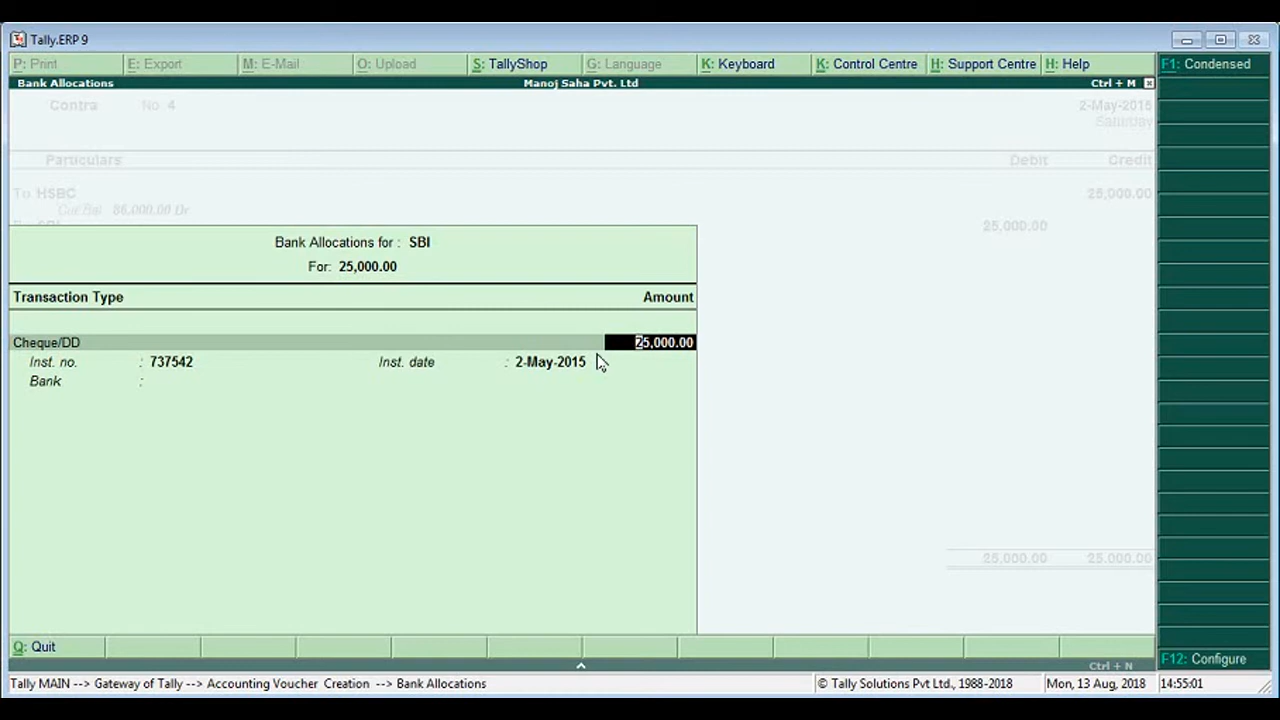 Tally.ERP 9
P: Print E: Export M: E-Mail O: Upload S: TallyShop G: Language K: Keyboard K: Control Centre H: Support Centre H: Help F1: Condensed
Bank Allocations Manoj Saha Pvt. Ltd Ctrl + M
Contra No. 4 2-May-2015
Saturday
Particulars Debit Credit
To HSBC 25,000.00
Cur Bal: 86,000.00 Dr
25,000.00
Bank Allocations for : SBI
For: 25,000.00
Transaction Type Amount
Cheque/DD 25,000.00
Inst. no. : 737542 Inst. date : 2-May-2015
Bank :
25,000.00 25,000.00
Q: Quit
Ctrl + N F12: Configure
Tally MAIN --> Gateway of Tally --> Accounting Voucher Creation --> Bank Allocations © Tally Solutions Pvt Ltd., 1988-2018 Mon, 13 Aug, 2018 14:55:01